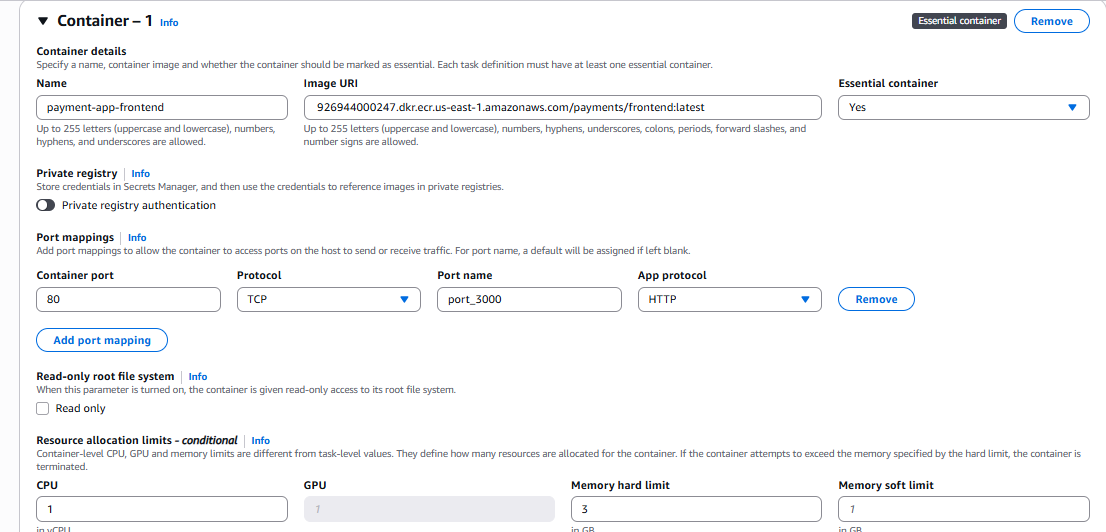 Container – 1 Info Essential container Remove
Container details
Specify a name, container image and whether the container should be marked as essential. Each task definition must have at least one essential container.
Name Image URI Essential container
payment-app-frontend 926944000247.dkr.ecr.us-east-1.amazonaws.com/payments/frontend:latest Yes
Up to 255 letters (uppercase and lowercase), numbers, Up to 255 letters (uppercase and lowercase), numbers, hyphens, underscores, colons, periods, forward slashes, and
hyphens, and underscores are allowed. number signs are allowed.
Private registry Info
Store credentials in Secrets Manager, and then use the credentials to reference images in private registries.
Private registry authentication
Port mappings Info
Add port mappings to allow the container to access ports on the host to send or receive traffic. For port name, a default will be assigned if left blank.
Container port Protocol Port name App protocol
80 TCP port_3000 HTTP Remove
Add port mapping
Read-only root file system Info
When this parameter is turned on, the container is given read-only access to its root file system.
Read only
Resource allocation limits - conditional Info
Container-level CPU, GPU and memory limits are different from task-level values. They define how many resources are allocated for the container. If the container attempts to exceed the memory specified by the hard limit, the container is
terminated.
CPU GPU Memory hard limit Memory soft limit
1 1 3 1
in vCPU in GB in GB